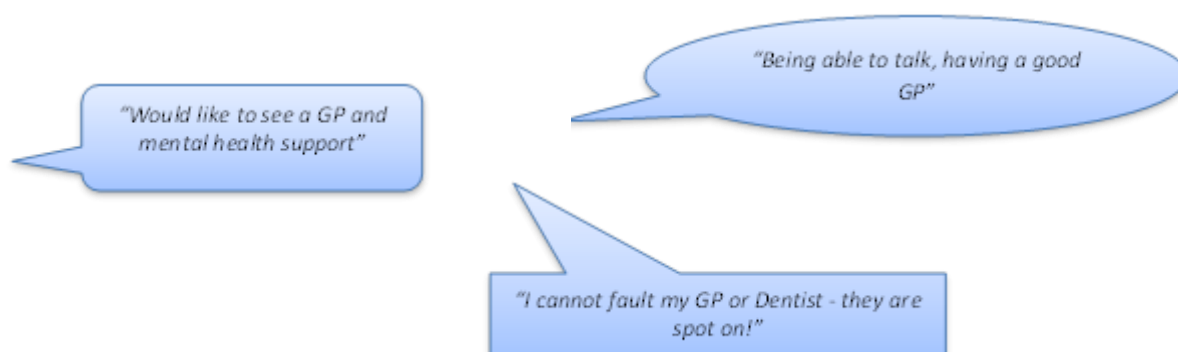 “Being able to talk, having a good
GP”
“Would like to see a GP and
mental health support”
“I cannot fault my GP or Dentist - they are
spot on!”